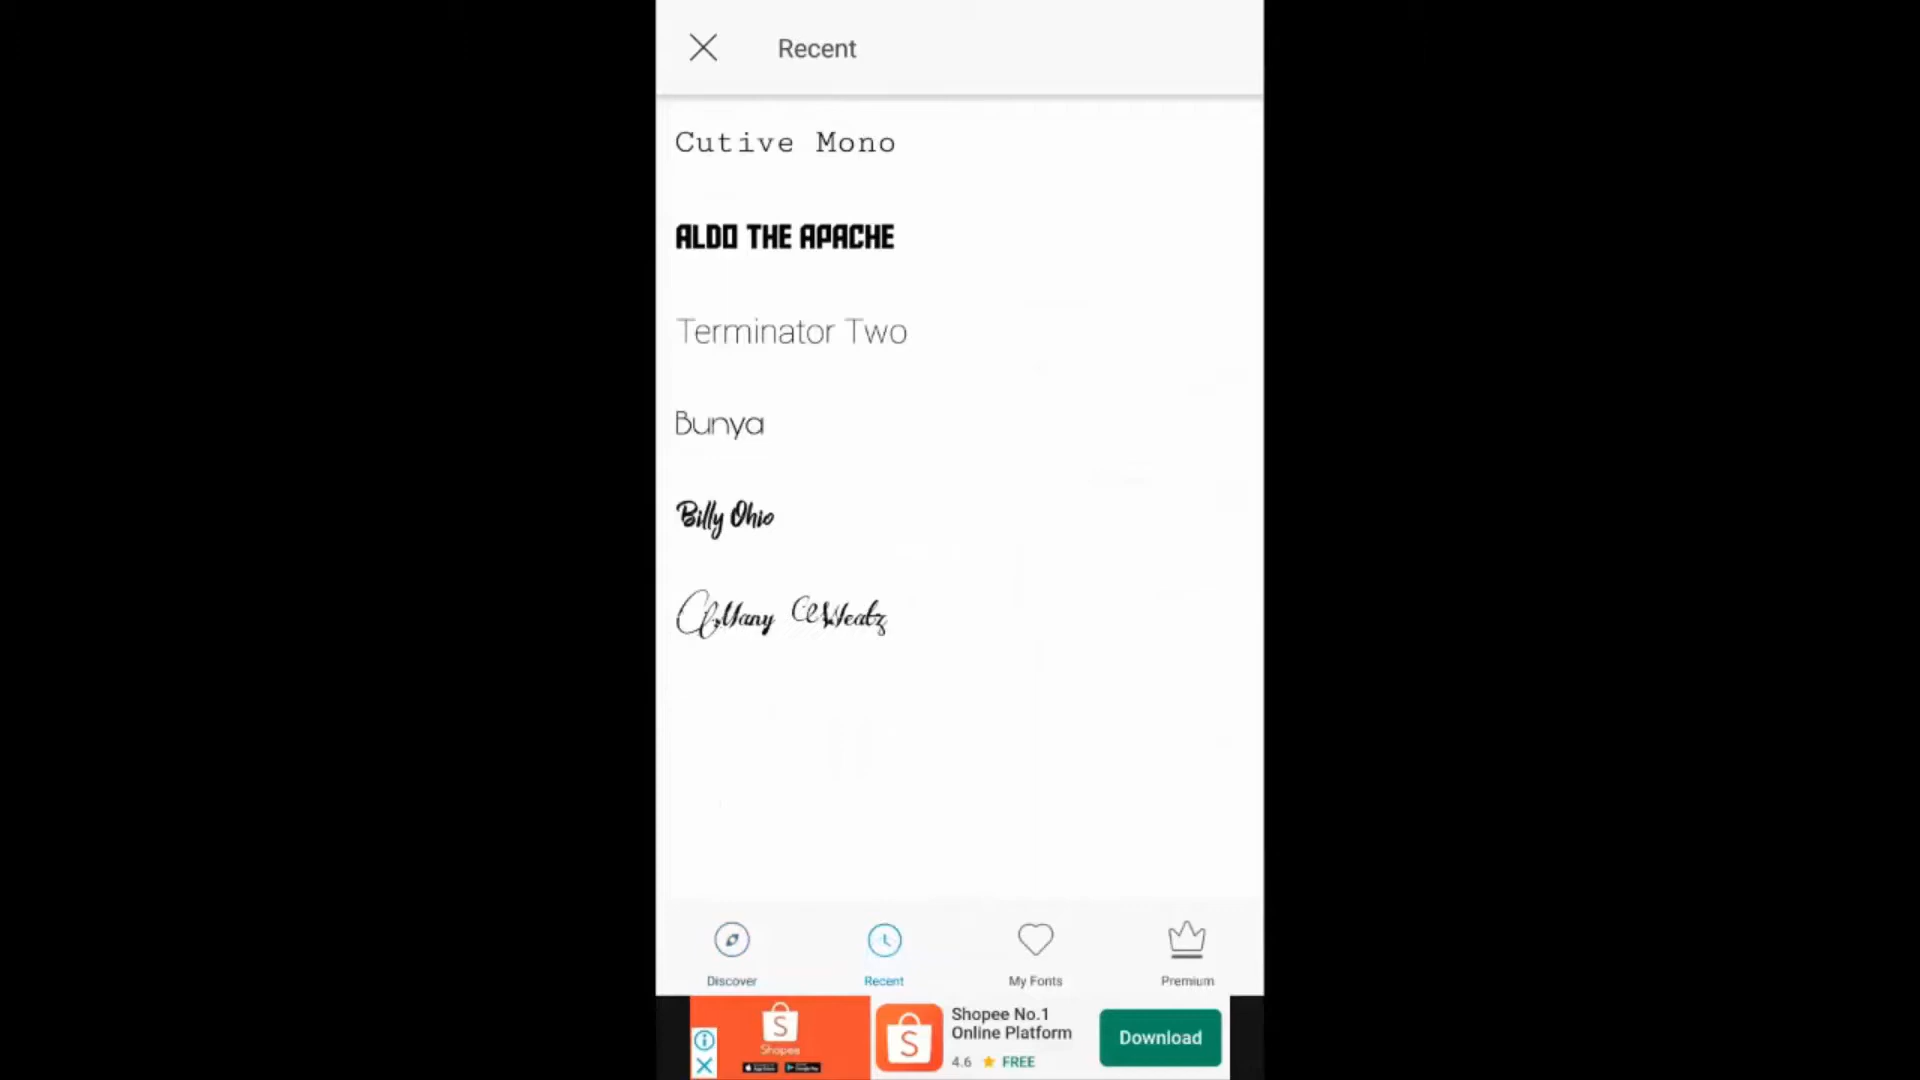 Recent
Cutive Mono
ALDO THE APACHE
Terminator Two
Bunya
Billy Ohio
Many Weatz
Discover
Recent
My Fonts
Premium
Shopee
Shopee No.1
Online Platform
4.6 ★ FREE
Download